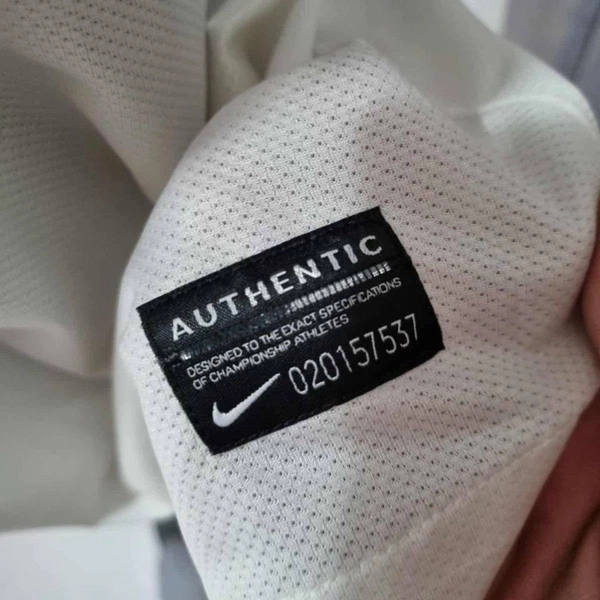 AUTHENTIC
DESIGNED TO THE EXACT SPECIFICATIONS
OF CHAMPIONSHIP ATHLETES
020157537